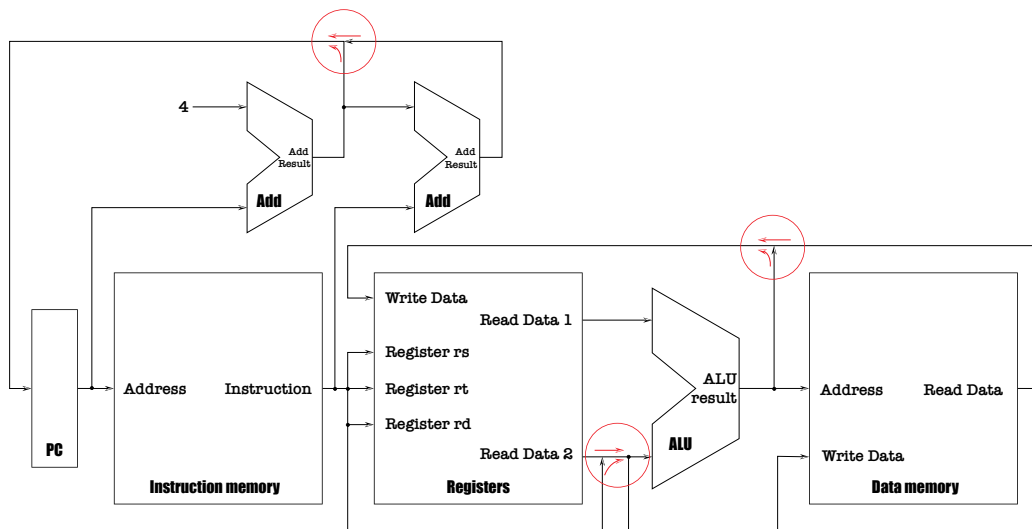 4
Add
Result
Add
Add
Result
Add
Write Data
Read Data 1
Register rs
Address
Instruction
Register rt
ALU
result
Address
Read Data
Register rd
PC
Read Data 2
ALU
Write Data
Instruction memory
Registers
Data memory